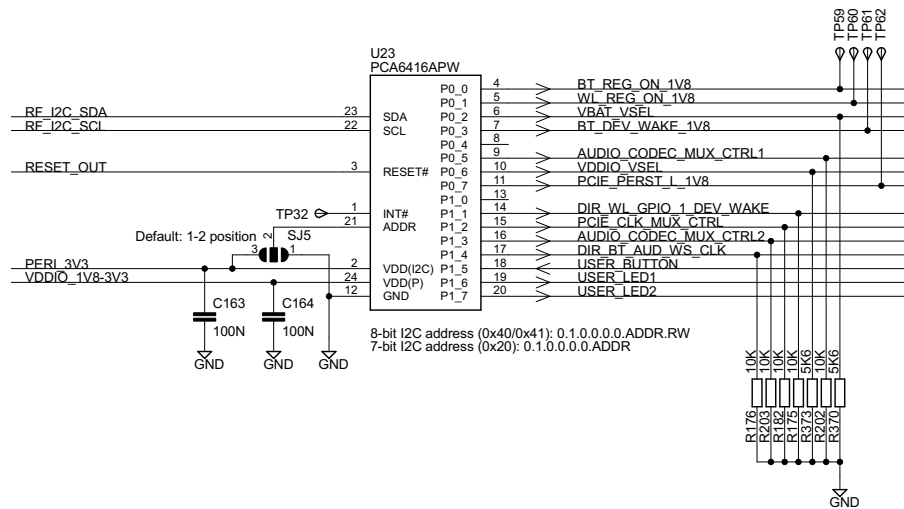 TP59
TP60
TP61
TP62
U23
PCA6416APW
RF_I2C_SDA 23 SDA
RF_I2C_SCL 22 SCL
RESET_OUT 3 RESET#
TP32 1 INT#
21 ADDR
Default: 1-2 position 3 2 1 SJ5
PERI_3V3 2 VDD(I2C)
VDDIO_1V8-3V3 24 VDD(P)
12 GND
P0_0 4 BT_REG_ON_1V8
P0_1 5 WL_REG_ON_1V8
P0_2 6 VBAT_VSEL
P0_3 7 BT_DEV_WAKE_1V8
P0_4 8
P0_5 9 AUDIO_CODEC_MUX_CTRL1
P0_6 10 VDDIO_VSEL
P0_7 11 PCIE_PERST_L_1V8
P1_0 13
P1_1 14 DIR_WL_GPIO_1_DEV_WAKE
P1_2 15 PCIE_CLK_MUX_CTRL
P1_3 16 AUDIO_CODEC_MUX_CTRL2
P1_4 17 DIR_BT_AUD_WS_CLK
P1_5 18 USER_BUTTON
P1_6 19 USER_LED1
P1_7 20 USER_LED2
C163
100N
GND
C164
100N
GND
GND
8-bit I2C address (0x40/0x41): 0.1.0.0.0.0.ADDR.RW
7-bit I2C address (0x20): 0.1.0.0.0.0.ADDR
10K 10K 10K 10K 5K6 10K 5K6
R176 R203 R182 R175 R373 R202 R370
GND